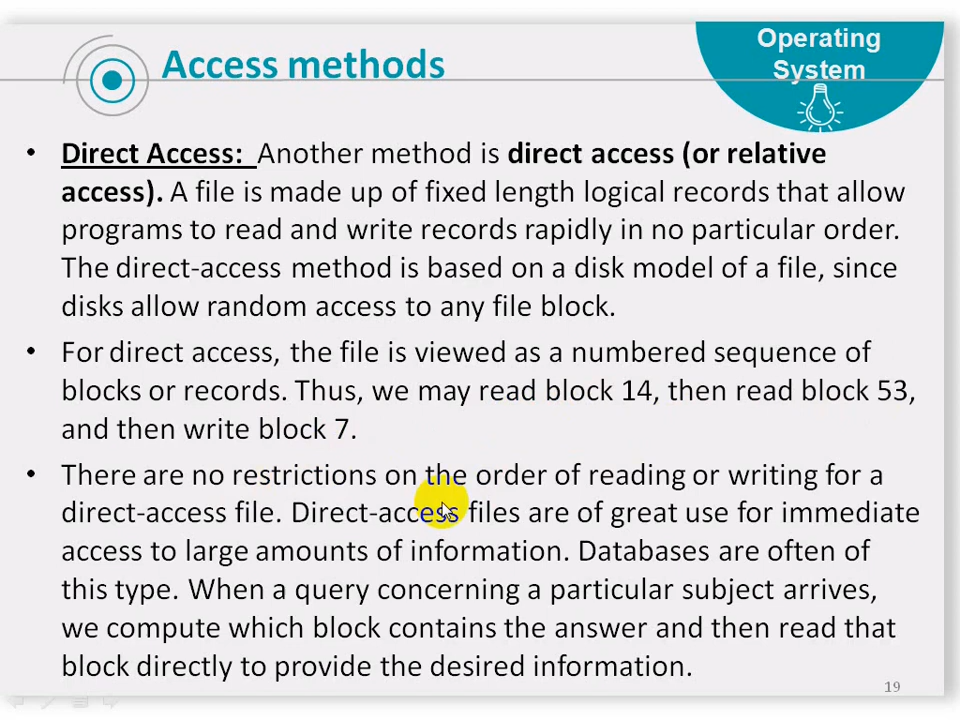 Access methods
Operating
System
• Direct Access: Another method is direct access (or relative
access). A file is made up of fixed length logical records that allow
programs to read and write records rapidly in no particular order.
The direct-access method is based on a disk model of a file, since
disks allow random access to any file block.
• For direct access, the file is viewed as a numbered sequence of
blocks or records. Thus, we may read block 14, then read block 53,
and then write block 7.
• There are no restrictions on the order of reading or writing for a
direct-access file. Direct-access files are of great use for immediate
access to large amounts of information. Databases are often of
this type. When a query concerning a particular subject arrives,
we compute which block contains the answer and then read that
block directly to provide the desired information.
19